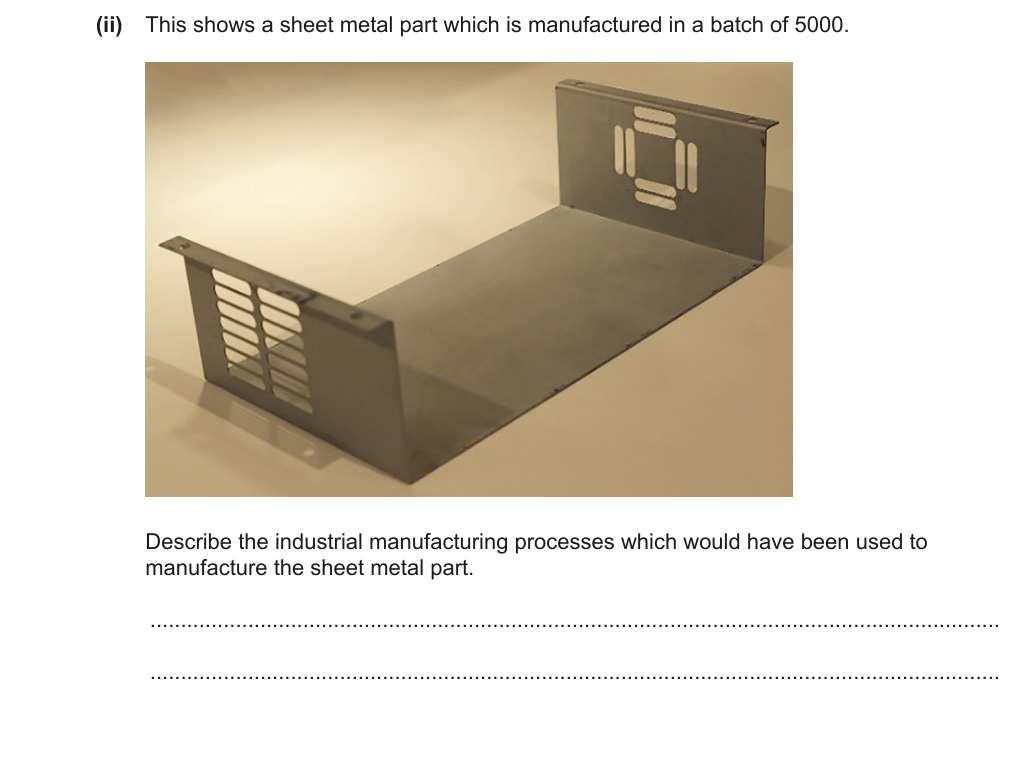 (ii) This shows a sheet metal part which is manufactured in a batch of 5000.
Describe the industrial manufacturing processes which would have been used to
manufacture the sheet metal part.